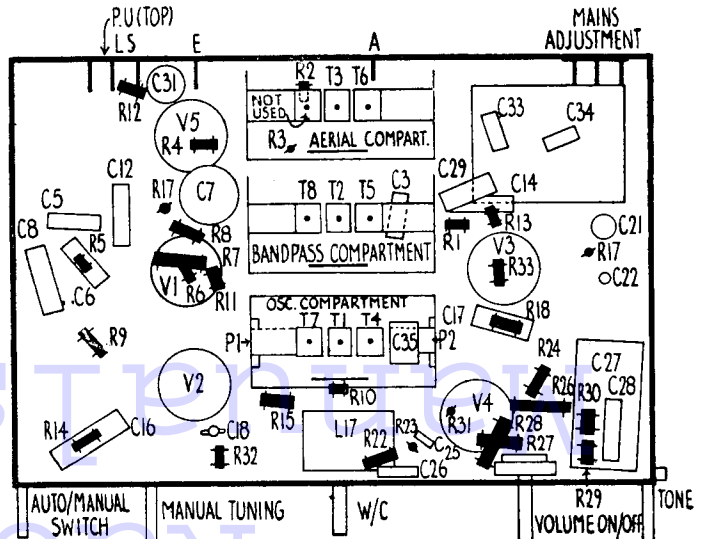 P.U(TOP)
LS
E
A
MAINS
ADJUSTMENT
R12
C31
R2
T3
T6
NOT
USED
R3
AERIAL COMPART.
C33
C34
V5
R4
C12
C7
R17
T8
T2
T5
C3
C29
C14
R13
C5
C8
R5
R8
R7
R1
V3
C21
R17
BANDPASS COMPARTMENT
C6
V1
R6
R11
R33
C22
OSC. COMPARTMENT
T7
T1
T4
P1
C35
P2
C17
R18
R9
R24
C27
V2
R10
R15
R26
R30
C28
R14
C16
C18
R32
L17
R22
R23
C25
C26
V4
R31
R28
R27
R29
AUTO/MANUAL
SWITCH
MANUAL TUNING
W/C
VOLUME ON/OFF
TONE